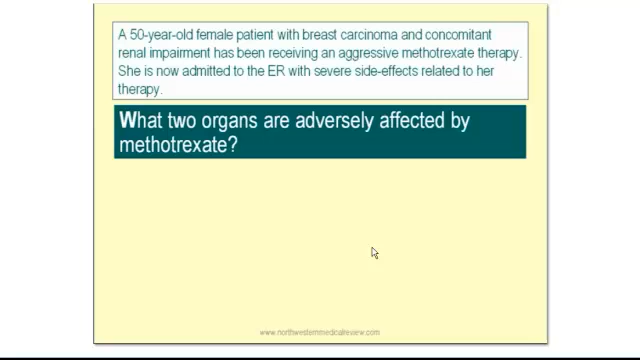 A 50-year-old female patient with breast carcinoma and concomitant
renal impairment has been receiving an aggressive methotrexate therapy.
She is now admitted to the ER with severe side-effects related to her
therapy.
What two organs are adversely affected by
methotrexate?
www.northwesternmedicalreview.com